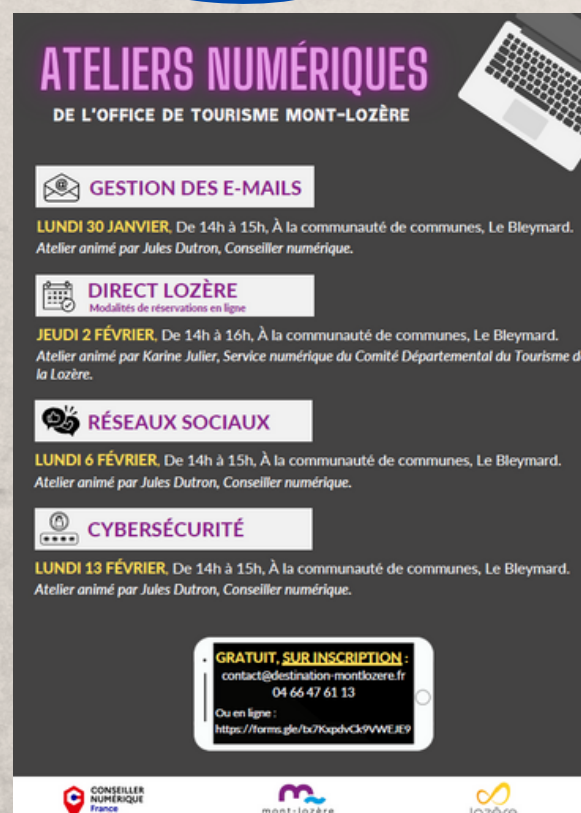 ATELIERS NUMÉRIQUES
DE L'OFFICE DE TOURISME MONT-LOZÈRE
GESTION DES E-MAILS
LUNDI 30 JANVIER, De 14h à 15h, À la communauté de communes, Le Bleymard.
Atelier animé par Jules Dutron, Conseiller numérique.
DIRECT LOZÈRE
Modalités de réservations en ligne
JEUDI 2 FÉVRIER, De 14h à 16h, À la communauté de communes, Le Bleymard.
Atelier animé par Karine Julier, Service numérique du Comité Départemental du Tourisme de
la Lozère.
RÉSEAUX SOCIAUX
LUNDI 6 FÉVRIER, De 14h à 15h, À la communauté de communes, Le Bleymard.
Atelier animé par Jules Dutron, Conseiller numérique.
CYBERSÉCURITÉ
LUNDI 13 FÉVRIER, De 14h à 15h, À la communauté de communes, Le Bleymard.
Atelier animé par Jules Dutron, Conseiller numérique.
GRATUIT, SUR INSCRIPTION :
contact@destination-montlozere.fr
04 66 47 61 13
Ou en ligne :
https://forms.gle/tx7KxpdvCk9VWEJE9
CONSEILLER
NUMÉRIQUE
France
mont-lozère
lozère